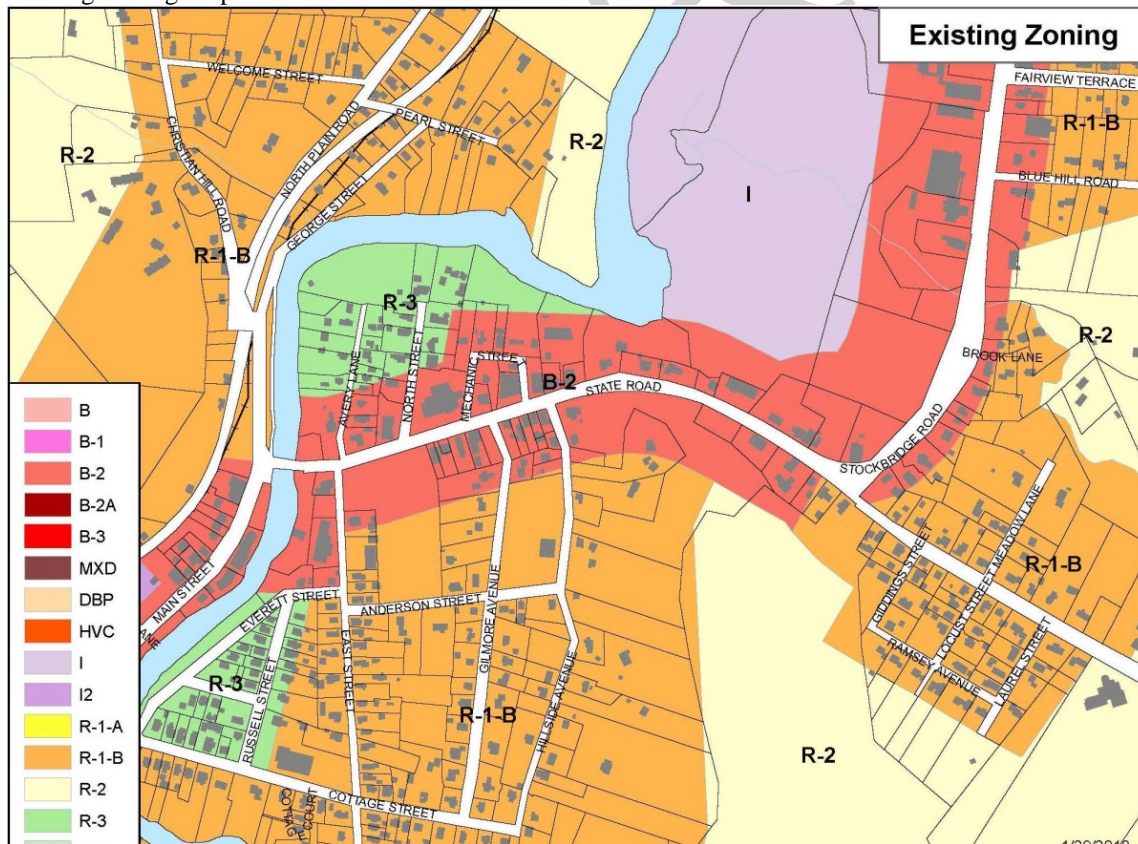 Existing Zoning
FAIRVIEW TERRACE
WELCOME STREET
PEARL STREET
R-1-B
CHRISTIAN HILL ROAD
NORTH PLAIN ROAD
R-2
R-2
BLUE HILL ROAD
I
GEORGE STREET
R-1-B
R-3
R-2
BROOK LANE
AVERY LANE
NORTH STREET
MECHANIC STREET
B-2
STATE ROAD
STOCKBRIDGE ROAD
B
B-1
B-2
B-2A
B-3
MXD
DBP
HVC
I
I2
R-1-A
R-1-B
R-2
R-3
MAIN STREET
EVERETT STREET
ANDERSON STREET
GILMORE AVENUE
EAST STREET
HILLSIDE AVENUE
R-3
RUSSELL STREET
R-1-B
GIDDINGS STREET
LOCUST STREET
MEADOW LANE
R-1-B
RAMSEY AVENUE
LAUREL STREET
R-2
COTTAGE STREET
COURT